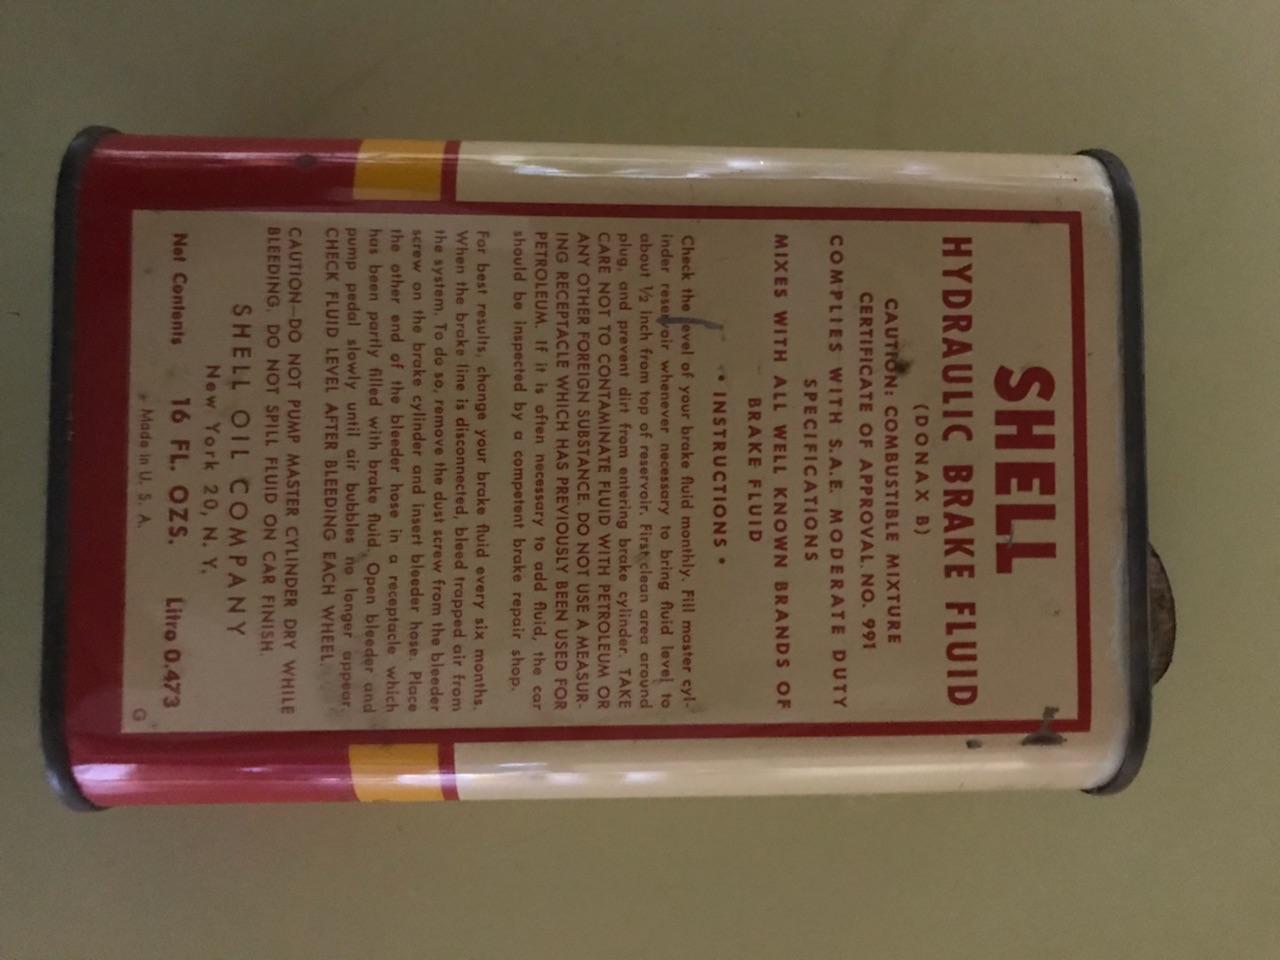 SHELL
HYDRAULIC BRAKE FLUID
(DONAX B)
CAUTION: COMBUSTIBLE MIXTURE
CERTIFICATE OF APPROVAL. NO. 991
COMPLIES WITH S.A.E. MODERATE DUTY
SPECIFICATIONS
MIXES WITH ALL WELL KNOWN BRANDS OF
BRAKE FLUID
• INSTRUCTIONS •
Check the level of your brake fluid monthly. Fill master cyl-
inder reservoir whenever necessary to bring fluid level to
about ½ inch from top of reservoir. First clean area around
plug, and prevent dirt from entering brake cylinder. TAKE
CARE NOT TO CONTAMINATE FLUID WITH PETROLEUM OR
ANY OTHER FOREIGN SUBSTANCE. DO NOT USE A MEASUR-
ING RECEPTACLE WHICH HAS PREVIOUSLY BEEN USED FOR
PETROLEUM. If it is often necessary to add fluid, the car
should be inspected by a competent brake repair shop.
For best results, change your brake fluid every six months.
When the brake line is disconnected, bleed trapped air from
the system. To do so, remove the dust screw from the bleeder
screw on the brake cylinder and insert bleeder hose. Place
the other end of the bleeder hose in a receptacle which
has been partly filled with brake fluid. Open bleeder and
pump pedal slowly until air bubbles no longer appear.
CHECK FLUID LEVEL AFTER BLEEDING EACH WHEEL.
CAUTION—DO NOT PUMP MASTER CYLINDER DRY WHILE
BLEEDING. DO NOT SPILL FLUID ON CAR FINISH.
SHELL OIL COMPANY
New York 20, N. Y.
Net Contents 16 FL. OZS. Litro 0.473
Made in U. S. A. G